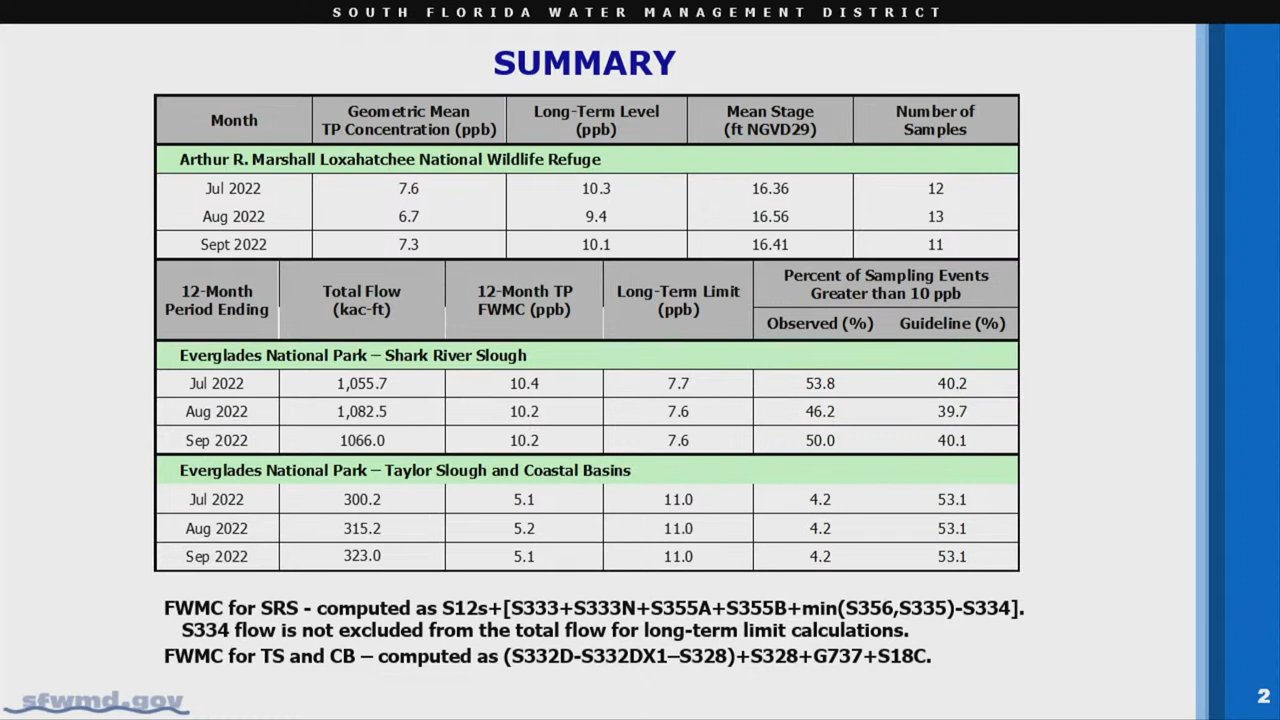 SOUTH FLORIDA WATER MANAGEMENT DISTRICT
SUMMARY
Month Geometric Mean TP Concentration (ppb) Long-Term Level (ppb) Mean Stage (ft NGVD29) Number of Samples
Arthur R. Marshall Loxahatchee National Wildlife Refuge
Jul 2022 7.6 10.3 16.36 12
Aug 2022 6.7 9.4 16.56 13
Sept 2022 7.3 10.1 16.41 11
12-Month Period Ending Total Flow (kac-ft) 12-Month TP FWMC (ppb) Long-Term Limit (ppb) Percent of Sampling Events Greater than 10 ppb
Observed (%) Guideline (%)
Everglades National Park – Shark River Slough
Jul 2022 1,055.7 10.4 7.7 53.8 40.2
Aug 2022 1,082.5 10.2 7.6 46.2 39.7
Sep 2022 1066.0 10.2 7.6 50.0 40.1
Everglades National Park – Taylor Slough and Coastal Basins
Jul 2022 300.2 5.1 11.0 4.2 53.1
Aug 2022 315.2 5.2 11.0 4.2 53.1
Sep 2022 323.0 5.1 11.0 4.2 53.1
FWMC for SRS - computed as S12s+[S333+S333N+S355A+S355B+min(S356,S335)-S334].
S334 flow is not excluded from the total flow for long-term limit calculations.
FWMC for TS and CB – computed as (S332D-S332DX1–S328)+S328+G737+S18C.
sfwmd.gov
2